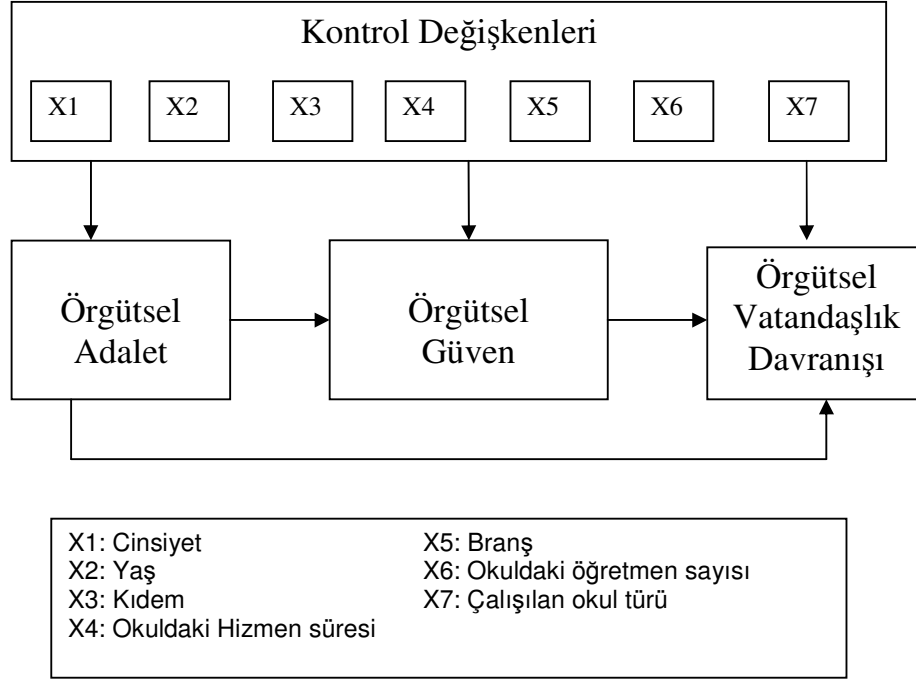 Kontrol Değişkenleri
X1 X2 X3 X4 X5 X6 X7
Örgütsel
Adalet
Örgütsel
Güven
Örgütsel
Vatandaşlık
Davranışı
X1: Cinsiyet
X2: Yaş
X3: Kıdem
X4: Okuldaki Hizmen süresi
X5: Branş
X6: Okuldaki öğretmen sayısı
X7: Çalışılan okul türü